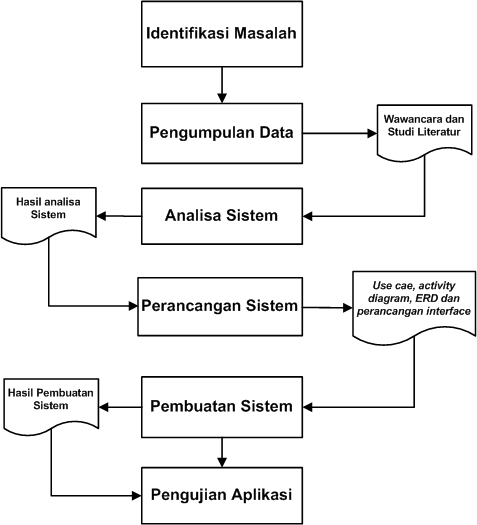 Identifikasi Masalah
Pengumpulan Data
Wawancara dan
Studi Literatur
Hasil analisa
Sistem
Analisa Sistem
Perancangan Sistem
Use cae, activity
diagram, ERD dan
perancangan interface
Hasil Pembuatan
Sistem
Pembuatan Sistem
Pengujian Aplikasi